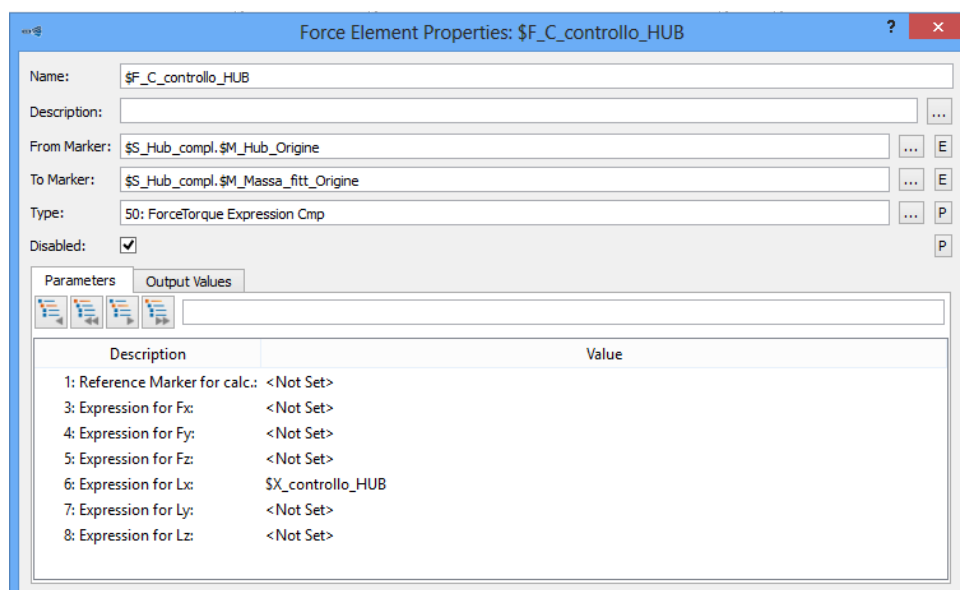 Force Element Properties: $F_C_controllo_HUB ? ×
Name: $F_C_controllo_HUB
Description: ...
From Marker: $S_Hub_compl.$M_Hub_Origine ... E
To Marker: $S_Hub_compl.$M_Massa_fitt_Origine ... E
Type: 50: ForceTorque Expression Cmp ... P
Disabled: P
Parameters Output Values
Description Value
1: Reference Marker for calc.: <Not Set>
3: Expression for Fx: <Not Set>
4: Expression for Fy: <Not Set>
5: Expression for Fz: <Not Set>
6: Expression for Lx: $X_controllo_HUB
7: Expression for Ly: <Not Set>
8: Expression for Lz: <Not Set>